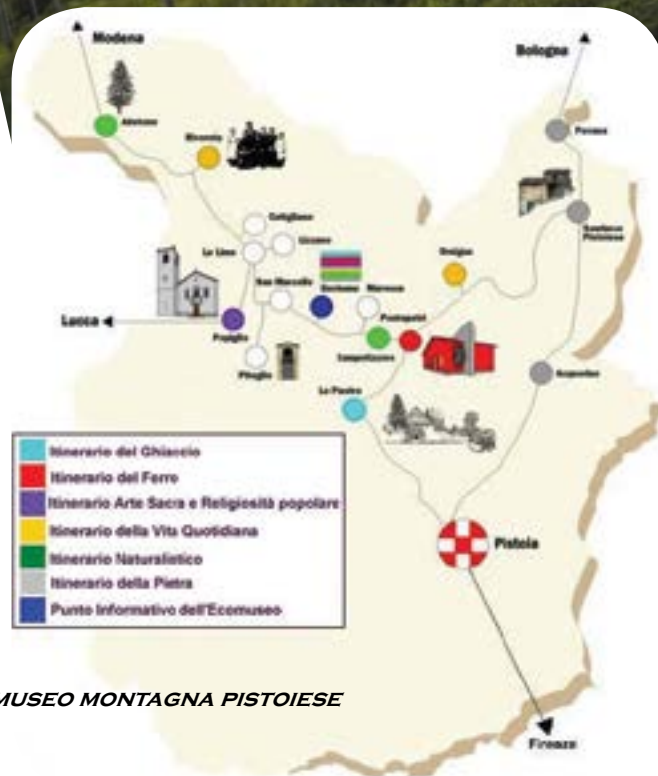 Modena
Bologna
Abetone
Rivoreta
Pavana
Cutigliano
Lizzano
La Lima
Sambuca
Pistoiese
San Marcello
Gavinana
Maresca
Orsigna
Lucca
Popiglio
Piteglio
Pontepetri
Campotizzoro
Le Piastre
Itinerario del Ghiaccio
Itinerario del Ferro
Itinerario Arte Sacra e Religiosità popolare
Itinerario della Vita Quotidiana
Itinerario Naturalistico
Itinerario della Pietra
Punto Informativo dell'Ecomuseo
Pistoia
MUSEO MONTAGNA PISTOIESE
Firenze